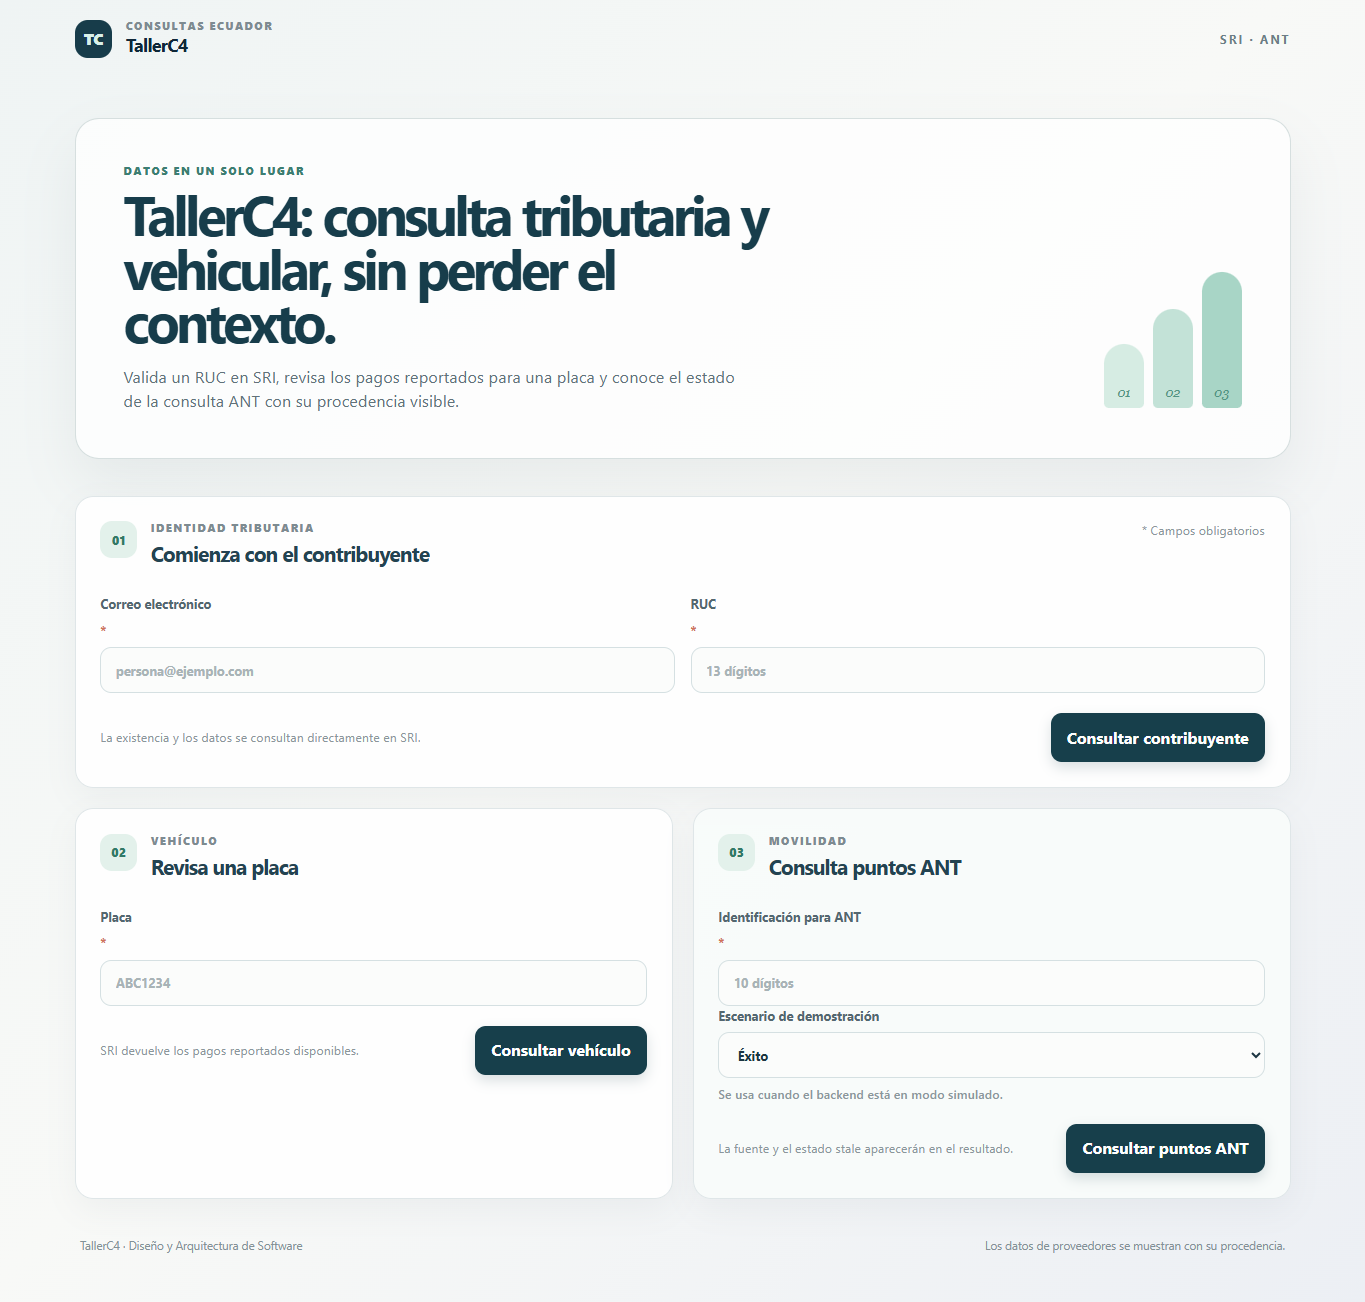 TC
CONSULTAS ECUADOR
TallerC4
SRI · ANT
DATOS EN UN SOLO LUGAR
TallerC4: consulta tributaria y
vehicular, sin perder el
contexto.
Valida un RUC en SRI, revisa los pagos reportados para una placa y conoce el estado
de la consulta ANT con su procedencia visible.
01
02
03
01
IDENTIDAD TRIBUTARIA
Comienza con el contribuyente
* Campos obligatorios
Correo electrónico
*
persona@ejemplo.com
RUC
*
13 dígitos
La existencia y los datos se consultan directamente en SRI.
Consultar contribuyente
02
VEHÍCULO
Revisa una placa
Placa
*
ABC1234
SRI devuelve los pagos reportados disponibles.
Consultar vehículo
03
MOVILIDAD
Consulta puntos ANT
Identificación para ANT
*
10 dígitos
Escenario de demostración
Éxito
Se usa cuando el backend está en modo simulado.
La fuente y el estado stale aparecerán en el resultado.
Consultar puntos ANT
TallerC4 · Diseño y Arquitectura de Software
Los datos de proveedores se muestran con su procedencia.